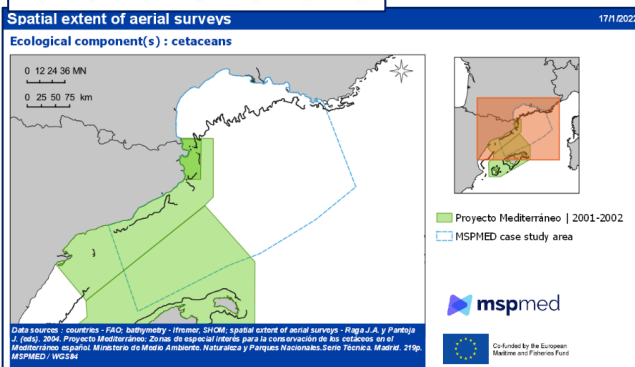 Spatial extent of aerial surveys
17/1/2022
Ecological component(s) : cetaceans
0 12 24 36 MN
0 25 50 75 km
Proyecto Mediterráneo | 2001-2002
MSPMED case study area
mspmed
Data sources : countries - FAO; bathymetry - Ifremer, SHOM; spatial extent of aerial surveys - Raga J.A. y Pantoja
J. (eds). 2004. Proyecto Mediterráneo: Zonas de especial interés para la conservación de los cetáceos en el
Mediterráneo español. Ministerio de Medio Ambiente. Naturaleza y Parques Nacionales.Serie Técnica. Madrid. 219p.
MSPMED / WGS84
Co-funded by the European
Maritime and Fisheries Fund